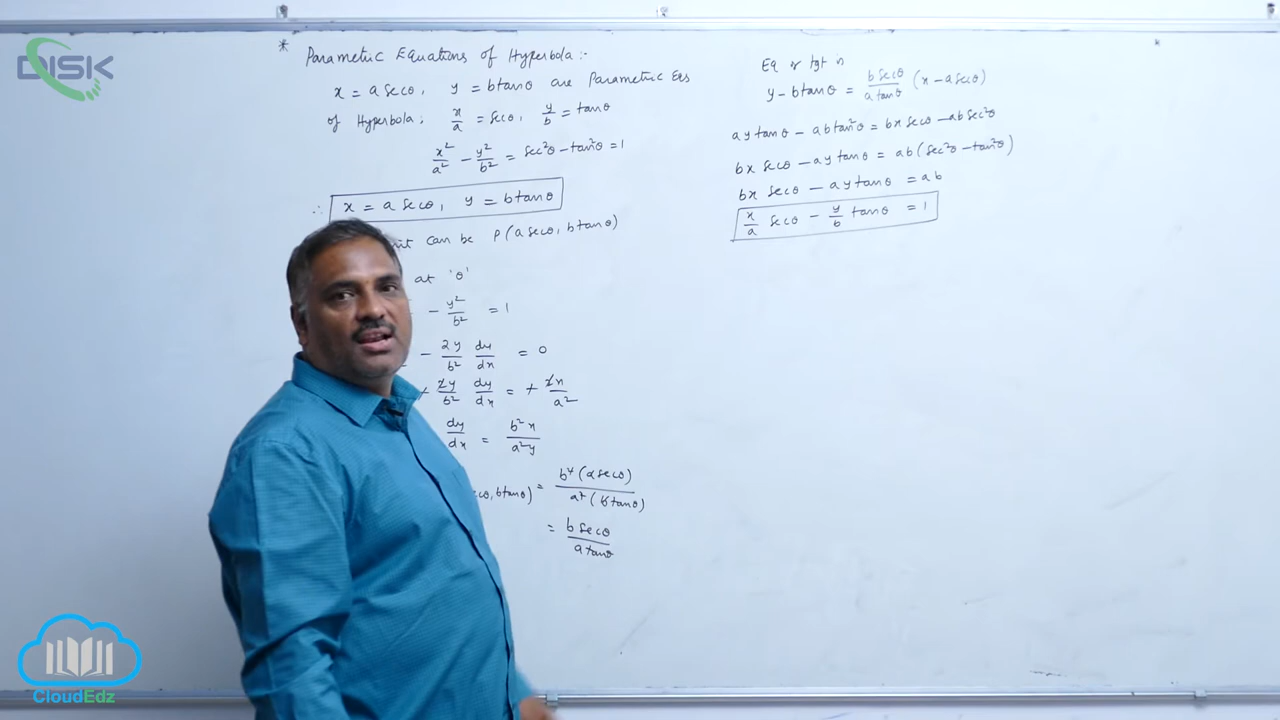 DISK
* Parametric Equations of Hyperbola :-
x = a secθ, y = b tanθ are Parametric Eqs
of Hyperbola; x/a = secθ, y/b = tanθ
x²/a² - y²/b² = sec²θ - tan²θ = 1
∴ x = a secθ, y = b tanθ
can be P(a secθ, b tanθ)
at 'θ'
- y²/b² = 1
- 2y/b² dy/dx = 0
+ 2y/b² dy/dx = + 2x/a²
dy/dx = b²x/a²y
, b tanθ) = b²(a secθ)/a²(b tanθ)
= b secθ/a tanθ
Eq of tgt is
y - b tanθ = b secθ/a tanθ (x - a secθ)
ay tanθ - ab tan²θ = bx secθ - ab sec²θ
bx secθ - ay tanθ = ab(sec²θ - tan²θ)
bx secθ - ay tanθ = ab
x/a secθ - y/b tanθ = 1
CloudEdz